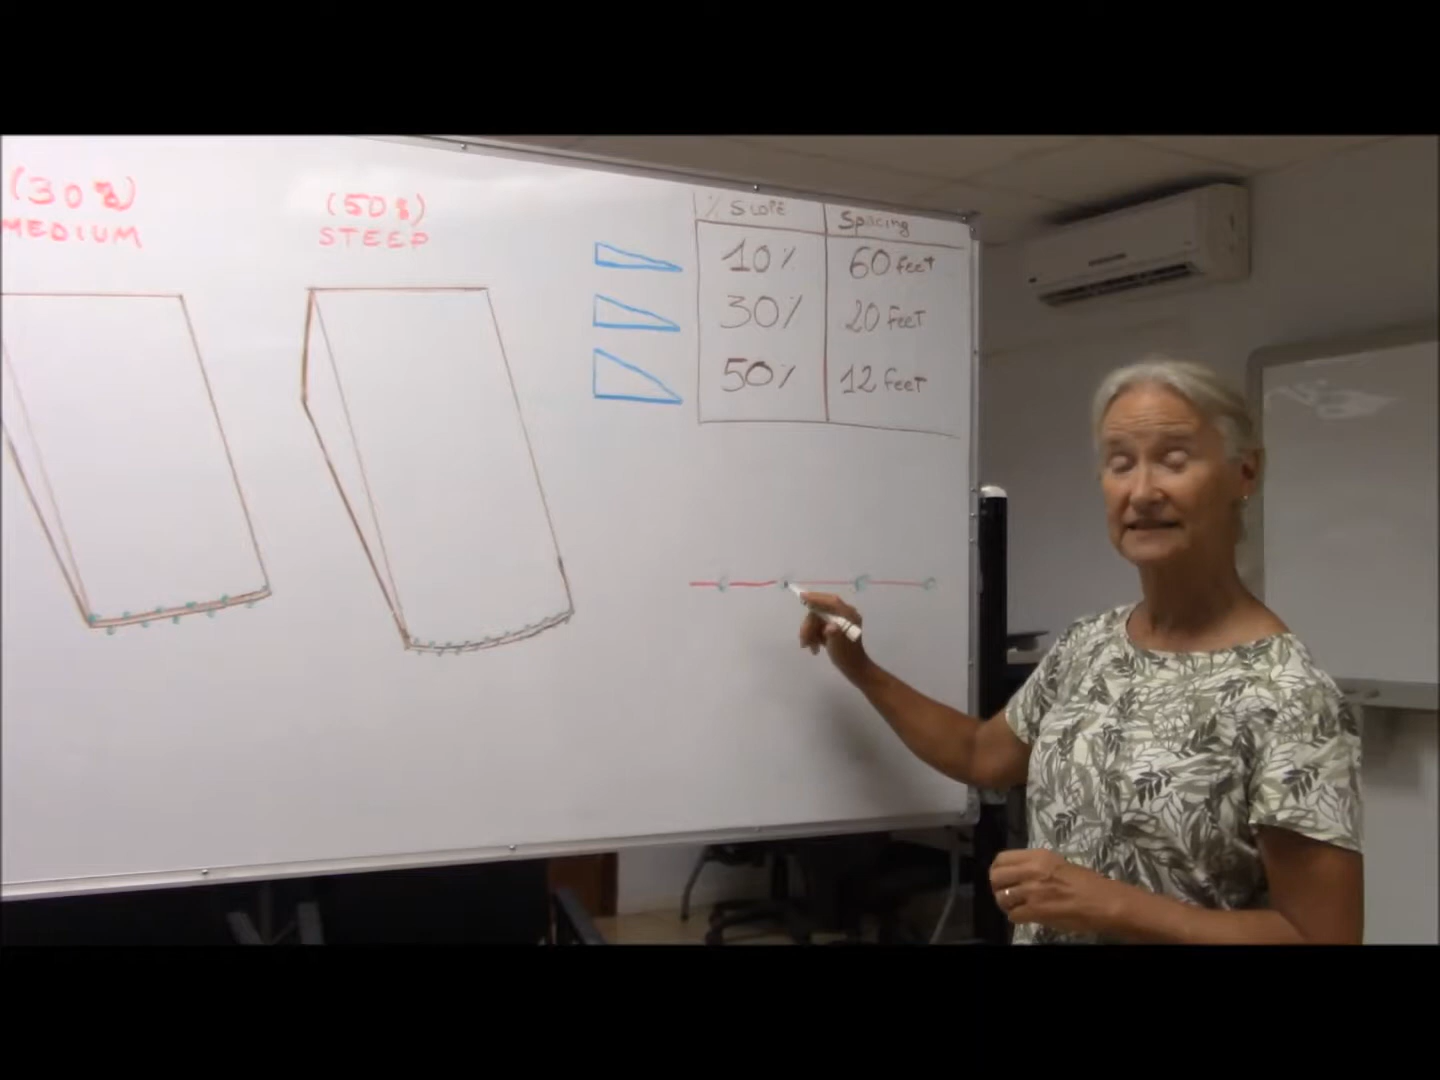 (30%)
MEDIUM
(50%)
STEEP
% SLOPE Spacing
10% 60 feet
30% 20 feet
50% 12 feet